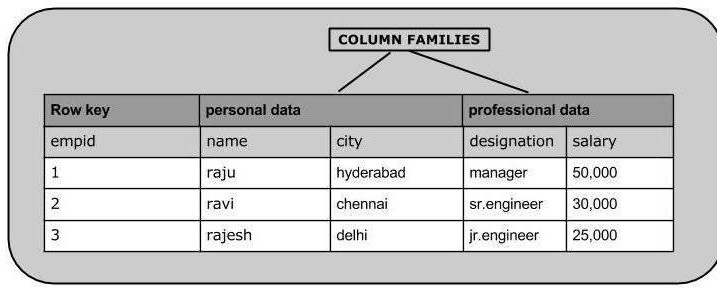 COLUMN FAMILIES
Row key personal data professional data
empid name city designation salary
1 raju hyderabad manager 50,000
2 ravi chennai sr.engineer 30,000
3 rajesh delhi jr.engineer 25,000